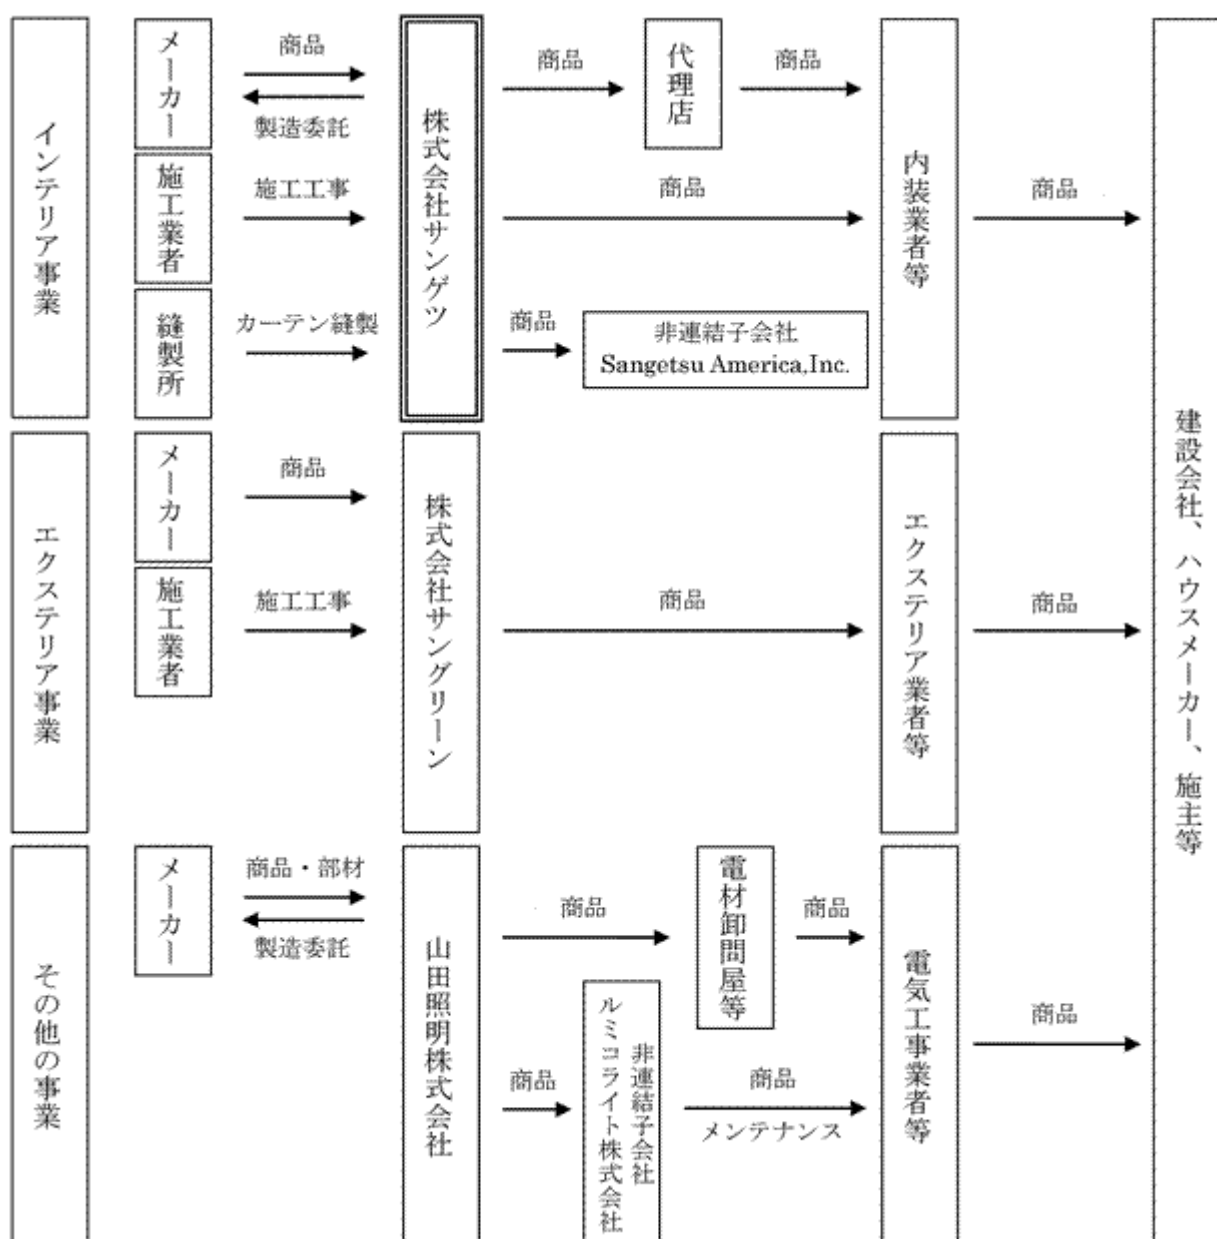 インテリア事業
メーカー
商品
製造委託
施工業者
施工工事
縫製所
カーテン縫製
株式会社サンゲツ
商品
代理店
商品
商品
商品
非連結子会社
Sangetsu America,Inc.
内装業者等
商品
エクステリア事業
メーカー
商品
施工業者
施工工事
株式会社サングリーン
商品
エクステリア業者等
商品
その他の事業
メーカー
商品・部材
製造委託
山田照明株式会社
商品
電材卸問屋等
商品
商品
非連結子会社
ルミコライト株式会社
商品
メンテナンス
電気工事業者等
商品
建設会社、ハウスメーカー、施主等